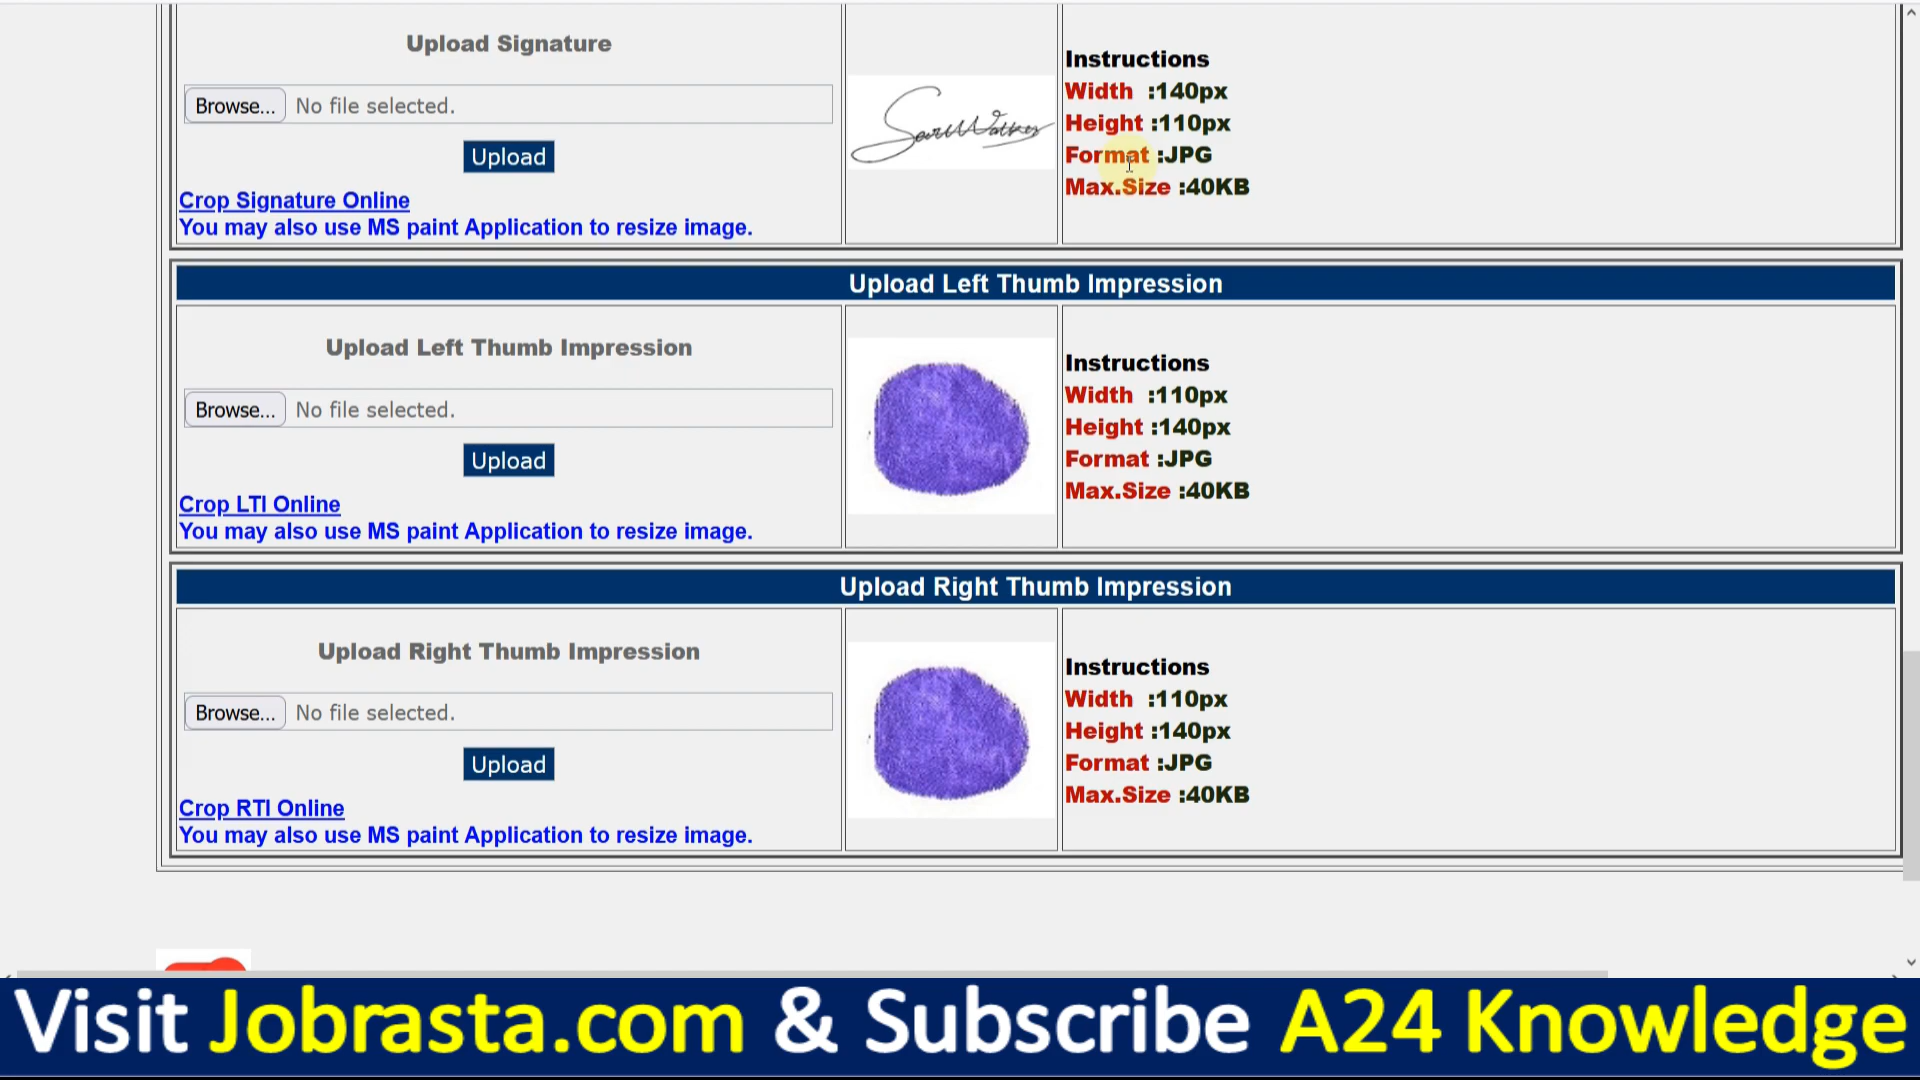 Upload Signature
Browse... No file selected.
Upload
Crop Signature Online
You may also use MS paint Application to resize image.
Instructions
Width :140px
Height :110px
Format :JPG
Max.Size :40KB
Upload Left Thumb Impression
Upload Left Thumb Impression
Browse... No file selected.
Upload
Crop LTI Online
You may also use MS paint Application to resize image.
Instructions
Width :110px
Height :140px
Format :JPG
Max.Size :40KB
Upload Right Thumb Impression
Upload Right Thumb Impression
Browse... No file selected.
Upload
Crop RTI Online
You may also use MS paint Application to resize image.
Instructions
Width :110px
Height :140px
Format :JPG
Max.Size :40KB
Visit Jobrasta.com & Subscribe A24 Knowledge